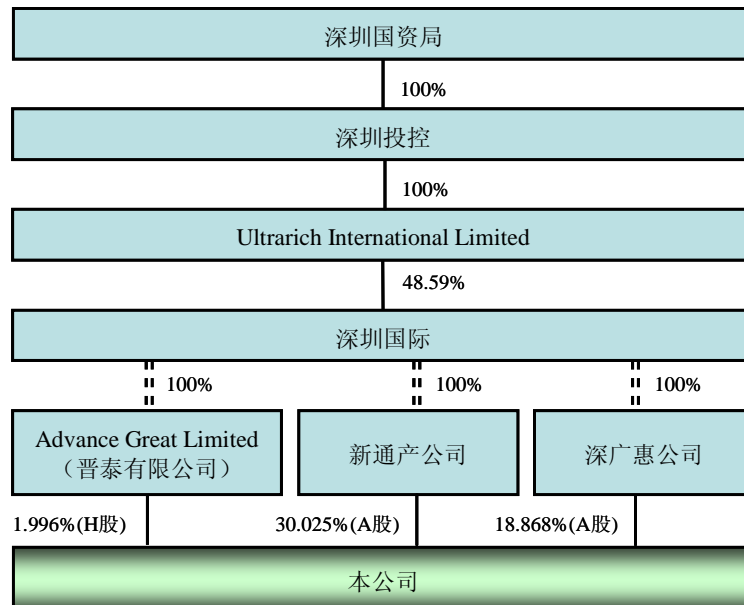 深圳国资局
100%
深圳投控
100%
Ultrarich International Limited
48.59%
深圳国际
100%
100%
100%
Advance Great Limited
（晋泰有限公司）
新通产公司
深广惠公司
1.996%(H股)
30.025%(A股)
18.868%(A股)
本公司